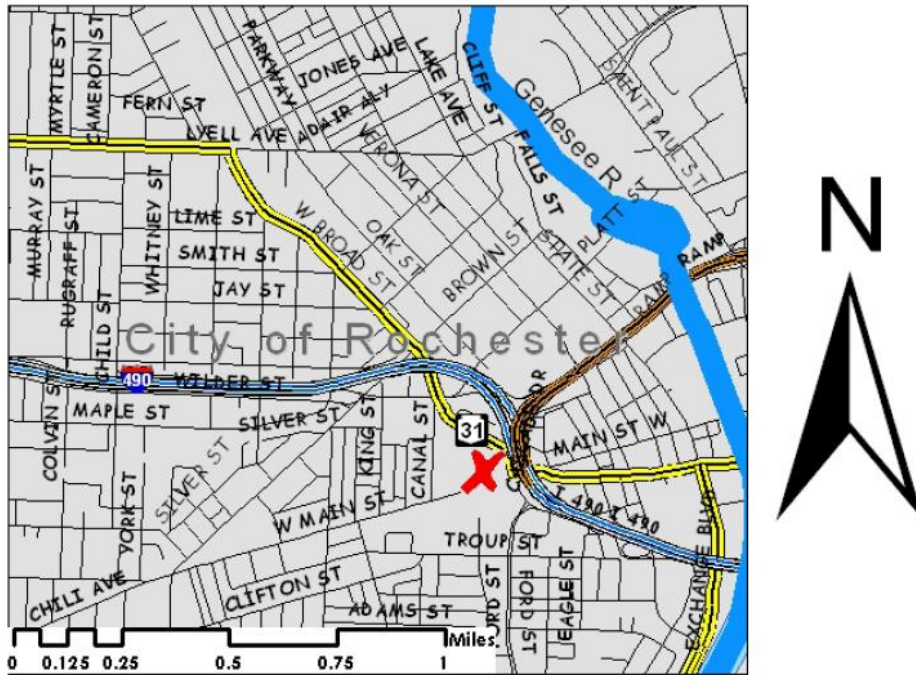 MYRTLE ST
CAMERON ST
PARKWAY
JONES AVE
LAKE AVE
CLIFF ST
Genesee R
SAINT PAUL ST
FERN ST
LYELL AVE
ADAIR ALY
VERONA ST
FALLS ST
PLATT ST
N
MURRAY ST
RUGRAFF ST
WHITNEY ST
LIME ST
W BROAD ST
OAK ST
BROWN ST
STATE ST
RAMP
SMITH ST
JAY ST
City of Rochester
CHILD ST
490
WILDER ST
COLVIN ST
MAPLE ST
SILVER ST
KING ST
CANAL ST
31
MAIN ST W
SILVER ST
YORK ST
W MAIN ST
I 490
I 490
TROUP ST
EXCHANGE BLVD
CHILI AVE
CLIFTON ST
ADAMS ST
FORD ST
TEAGLE ST
Miles
0 0.125 0.25 0.5 0.75 1